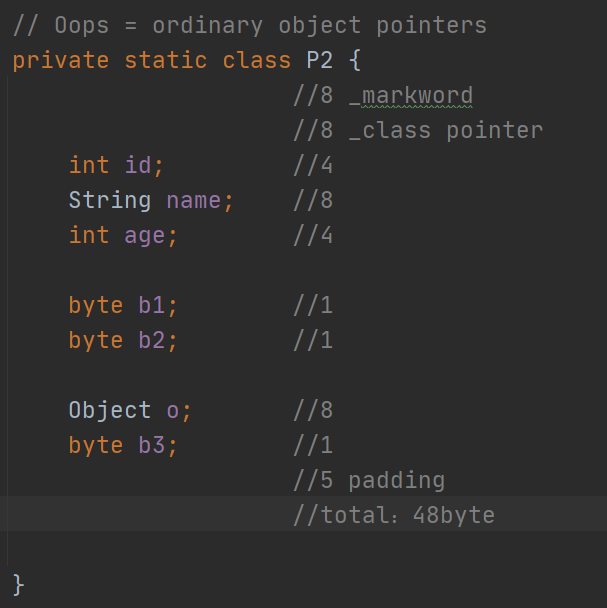 // Oops = ordinary object pointers
private static class P2 {
//8 _markword
//8 _class pointer
int id; //4
String name; //8
int age; //4
byte b1; //1
byte b2; //1
Object o; //8
byte b3; //1
//5 padding
//total：48byte
}